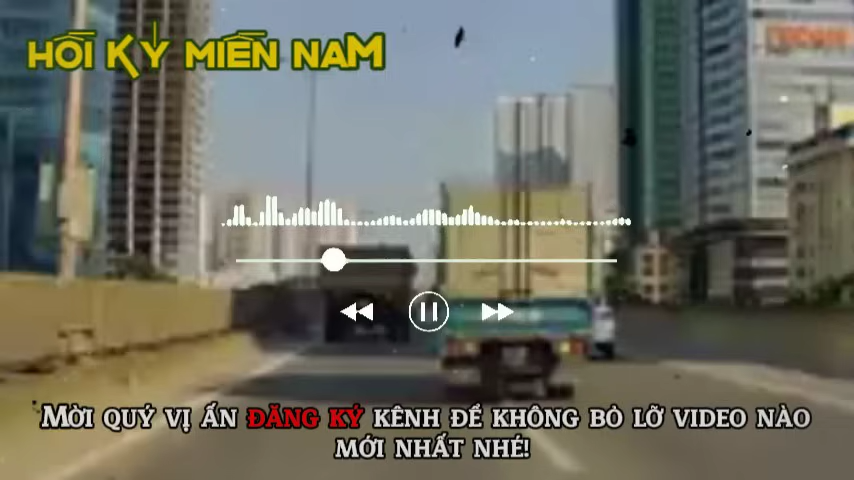 HỒI KÝ MIỀN NAM
MỜI QUÝ VỊ ẤN ĐĂNG KÝ KÊNH ĐỂ KHÔNG BỎ LỠ VIDEO NÀO
MỚI NHẤT NHÉ!